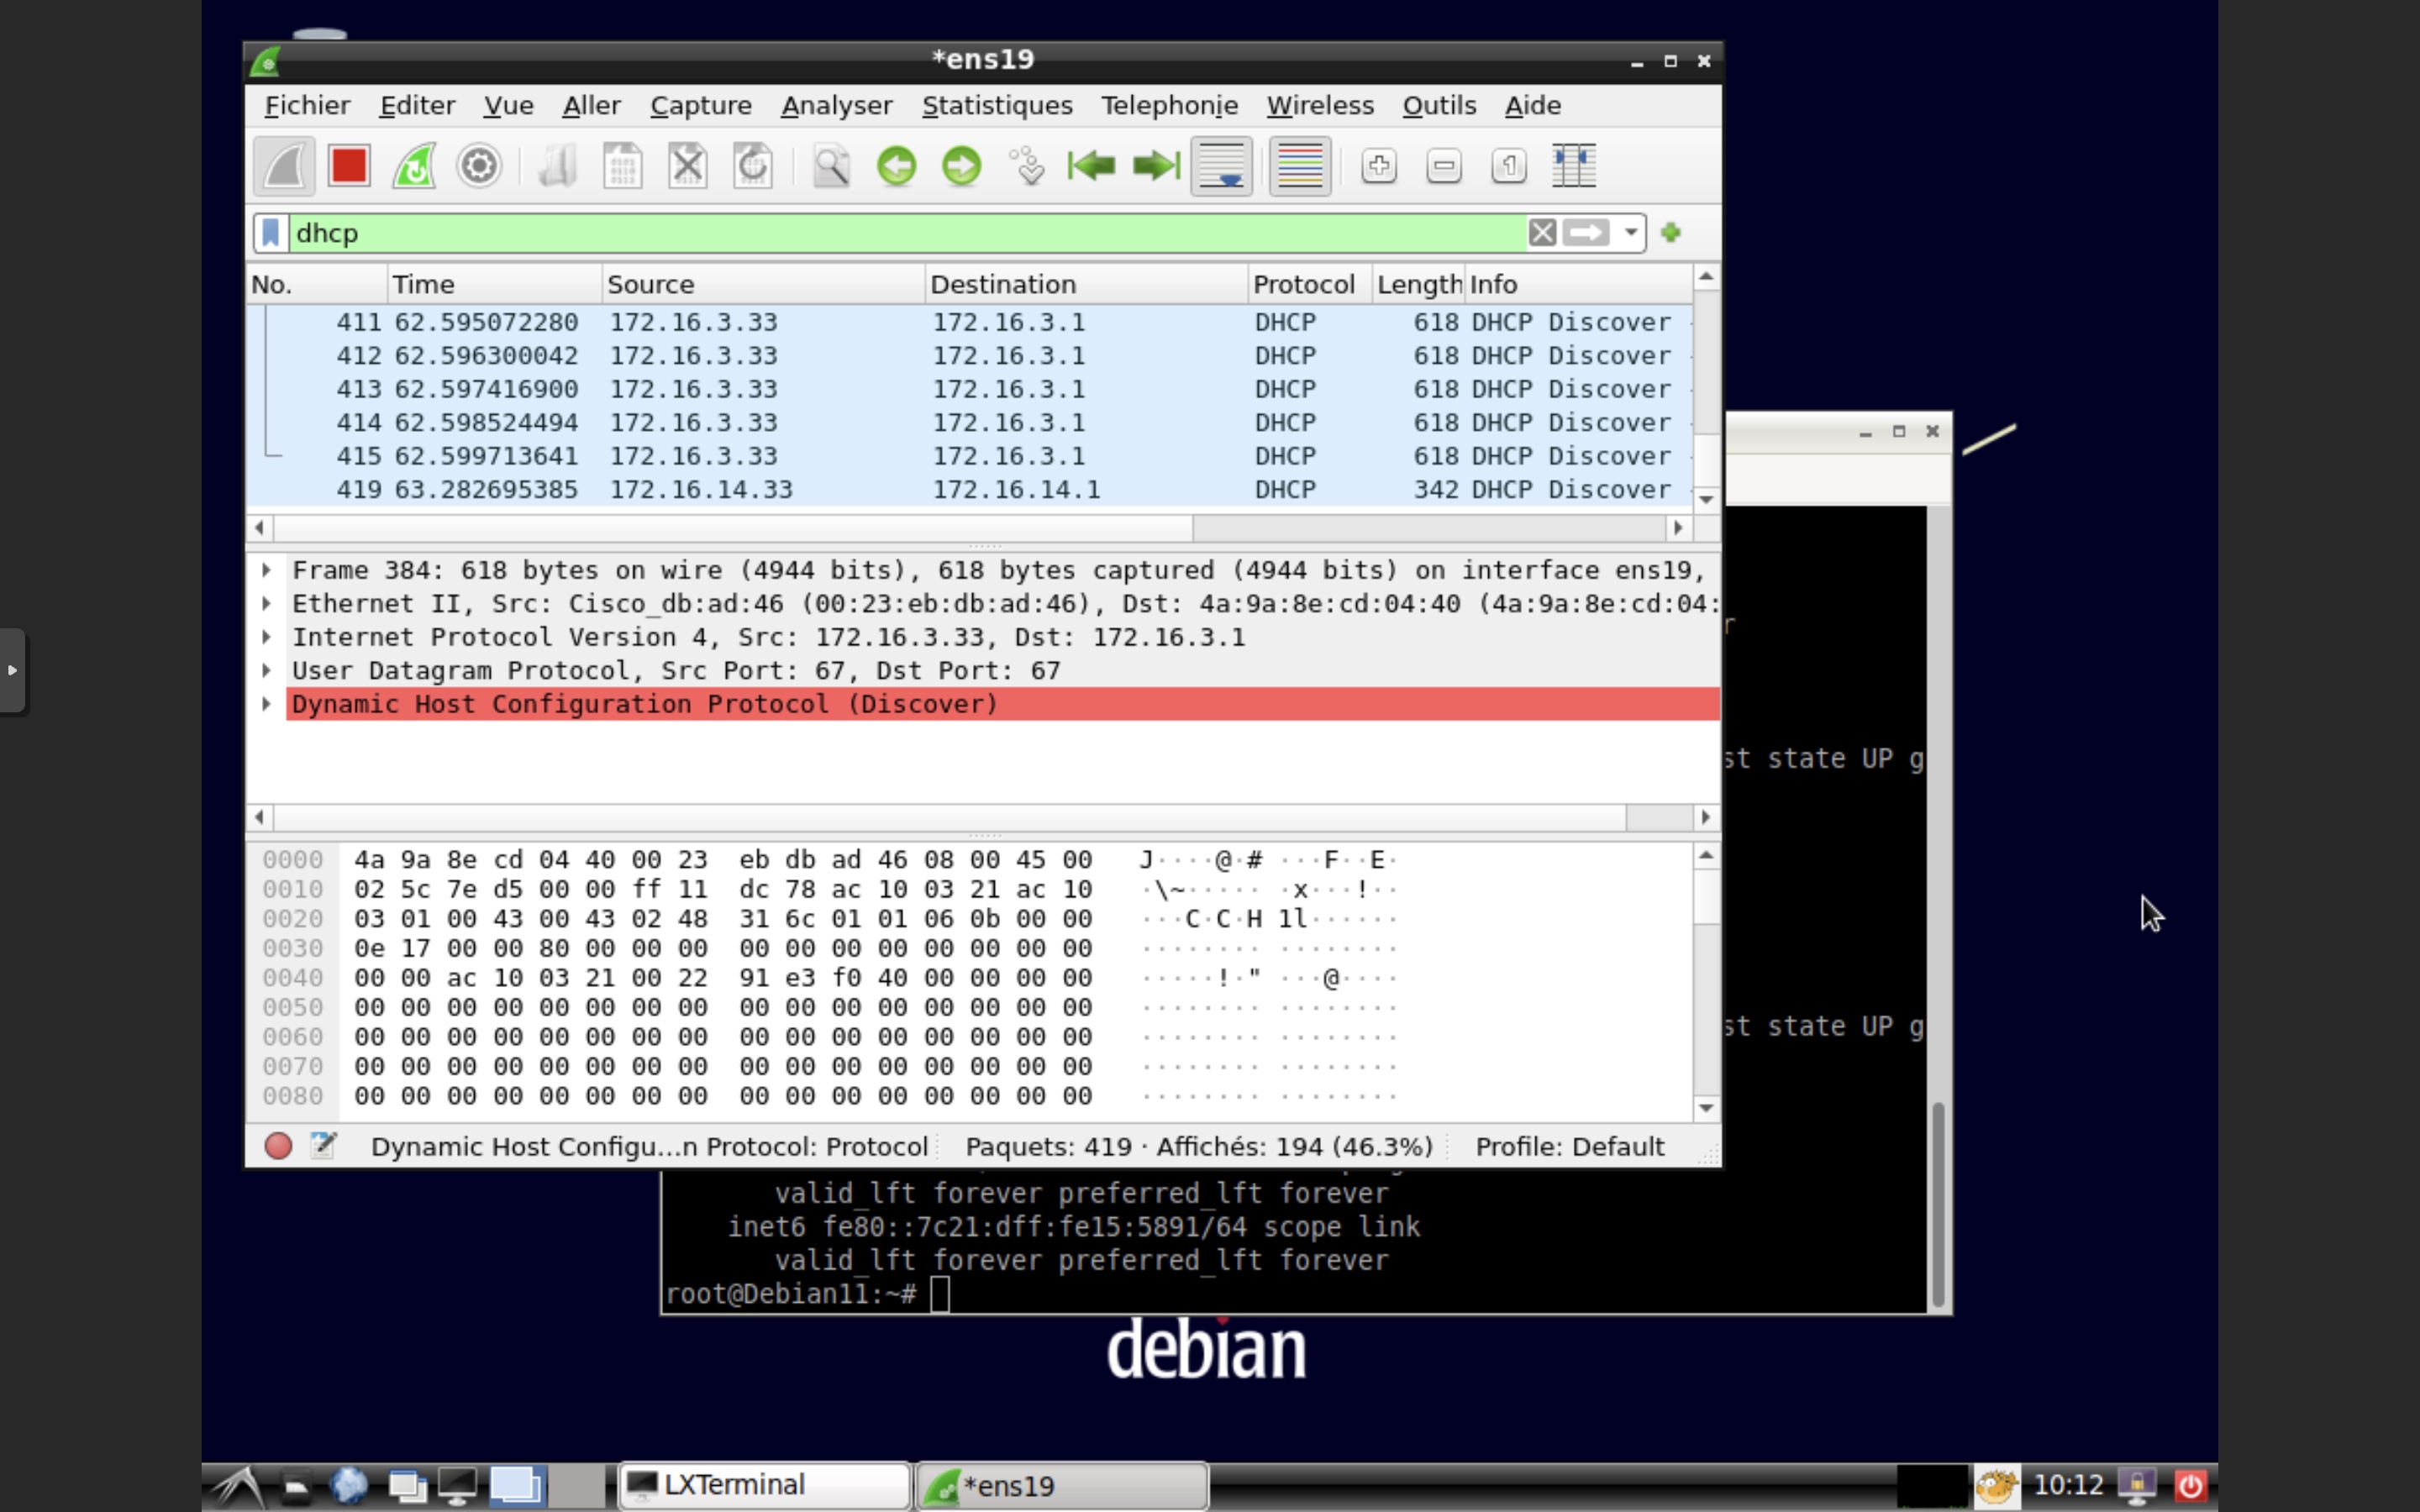 *ens19
Fichier Editer Vue Aller Capture Analyser Statistiques Telephonie Wireless Outils Aide
dhcp
No. Time Source Destination Protocol Length Info
411 62.595072280 172.16.3.33 172.16.3.1 DHCP 618 DHCP Discover
412 62.596300042 172.16.3.33 172.16.3.1 DHCP 618 DHCP Discover
413 62.597416900 172.16.3.33 172.16.3.1 DHCP 618 DHCP Discover
414 62.598524494 172.16.3.33 172.16.3.1 DHCP 618 DHCP Discover
415 62.599713641 172.16.3.33 172.16.3.1 DHCP 618 DHCP Discover
419 63.282695385 172.16.14.33 172.16.14.1 DHCP 342 DHCP Discover
Frame 384: 618 bytes on wire (4944 bits), 618 bytes captured (4944 bits) on interface ens19,
Ethernet II, Src: Cisco_db:ad:46 (00:23:eb:db:ad:46), Dst: 4a:9a:8e:cd:04:40 (4a:9a:8e:cd:04:
Internet Protocol Version 4, Src: 172.16.3.33, Dst: 172.16.3.1
User Datagram Protocol, Src Port: 67, Dst Port: 67
Dynamic Host Configuration Protocol (Discover)
st state UP g
st state UP g
0000 4a 9a 8e cd 04 40 00 23 eb db ad 46 08 00 45 00 J····@·# ···F··E·
0010 02 5c 7e d5 00 00 ff 11 dc 78 ac 10 03 21 ac 10 ·\~····· ·x···!··
0020 03 01 00 43 00 43 02 48 31 6c 01 01 06 0b 00 00 ···C·C·H 1l······
0030 0e 17 00 00 80 00 00 00 00 00 00 00 00 00 00 00 ········ ········
0040 00 00 ac 10 03 21 00 22 91 e3 f0 40 00 00 00 00 ·····!·" ···@····
0050 00 00 00 00 00 00 00 00 00 00 00 00 00 00 00 00 ········ ········
0060 00 00 00 00 00 00 00 00 00 00 00 00 00 00 00 00 ········ ········
0070 00 00 00 00 00 00 00 00 00 00 00 00 00 00 00 00 ········ ········
0080 00 00 00 00 00 00 00 00 00 00 00 00 00 00 00 00 ········ ········
Dynamic Host Configu...n Protocol: Protocol Paquets: 419 · Affichés: 194 (46.3%) Profile: Default
valid_lft forever preferred_lft forever
inet6 fe80::7c21:dff:fe15:5891/64 scope link
valid_lft forever preferred_lft forever
root@Debian11:~#
debian
LXTerminal *ens19 10:12